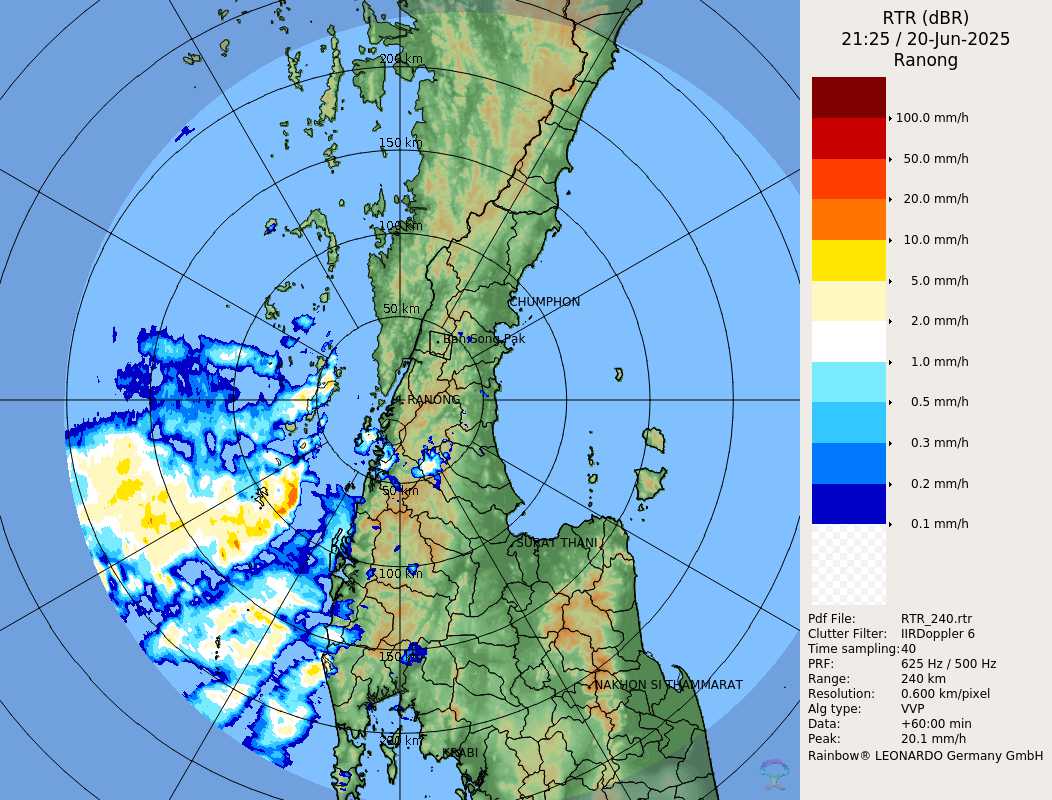 RTR (dBR)
21:25 / 20-Jun-2025
Ranong
100.0 mm/h
50.0 mm/h
20.0 mm/h
10.0 mm/h
5.0 mm/h
2.0 mm/h
1.0 mm/h
0.5 mm/h
0.3 mm/h
0.2 mm/h
0.1 mm/h
Pdf File: RTR_240.rtr
Clutter Filter: IIRDoppler 6
Time sampling:40
PRF: 625 Hz / 500 Hz
Range: 240 km
Resolution: 0.600 km/pixel
Alg type: VVP
Data: +60:00 min
Peak: 20.1 mm/h
Rainbow® LEONARDO Germany GmbH
200 km
150 km
100 km
50 km
CHUMPHON
Ban Song Pak
RANONG
50 km
SURAT THANI
100 km
150 km
NAKHON SI THAMMARAT
200 km
KRABI